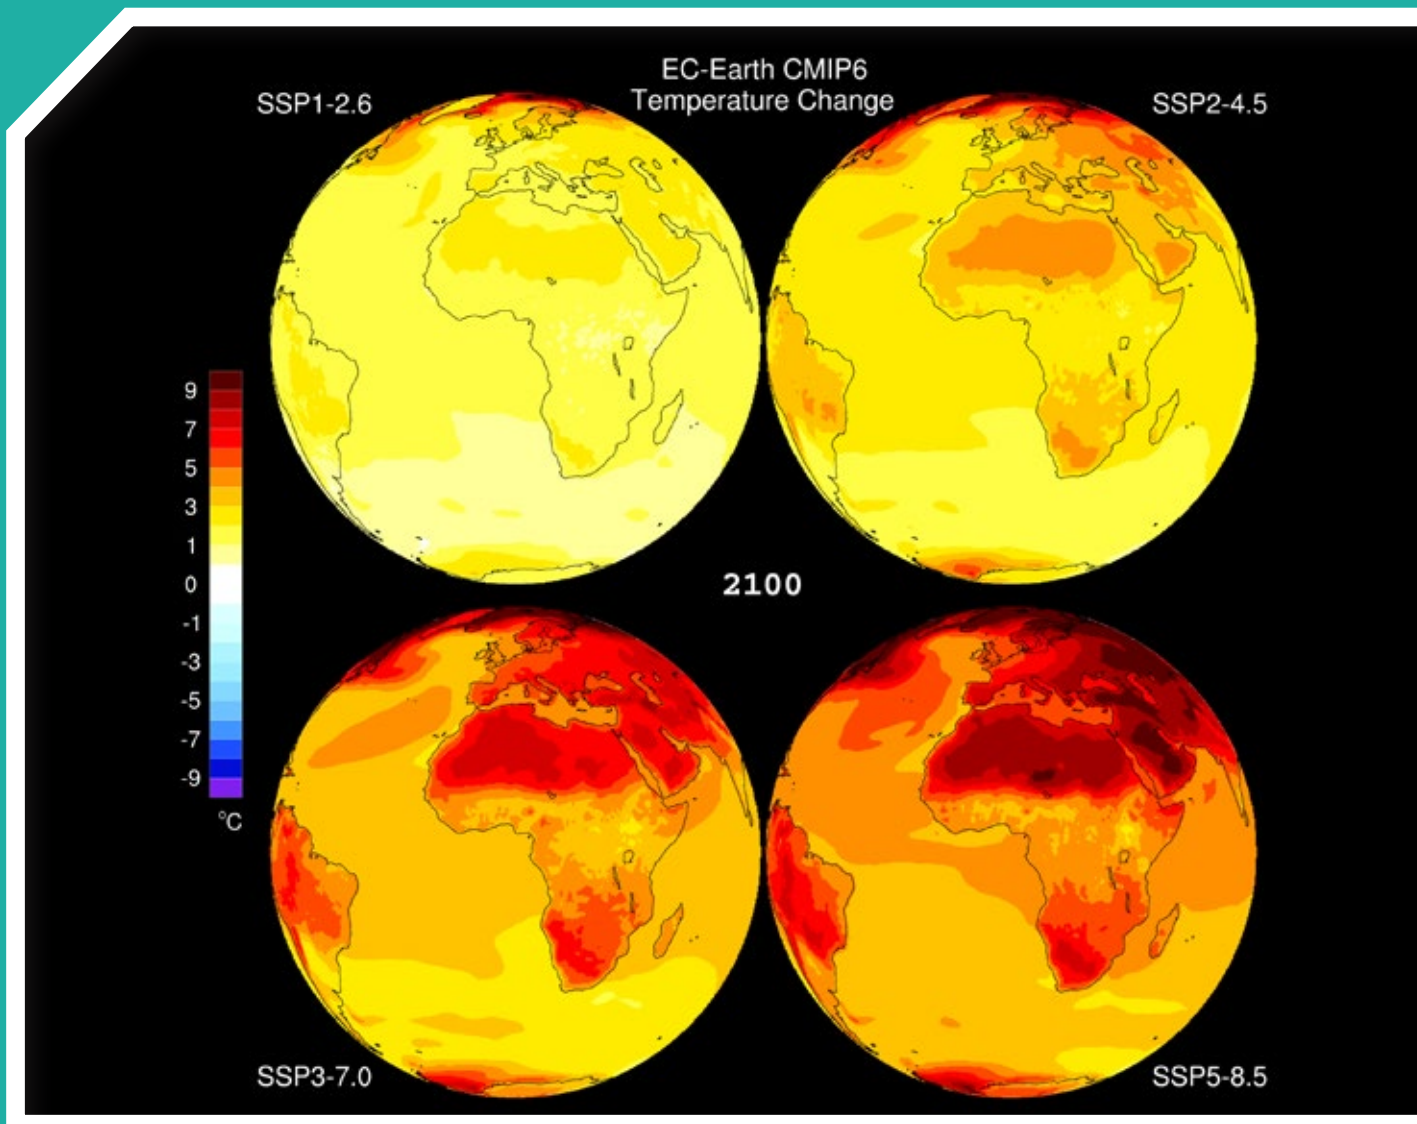 EC-Earth CMIP6
Temperature Change
SSP1-2.6
SSP2-4.5
9
7
5
3
1
0
-1
-3
-5
-7
-9
°C
2100
SSP3-7.0
SSP5-8.5